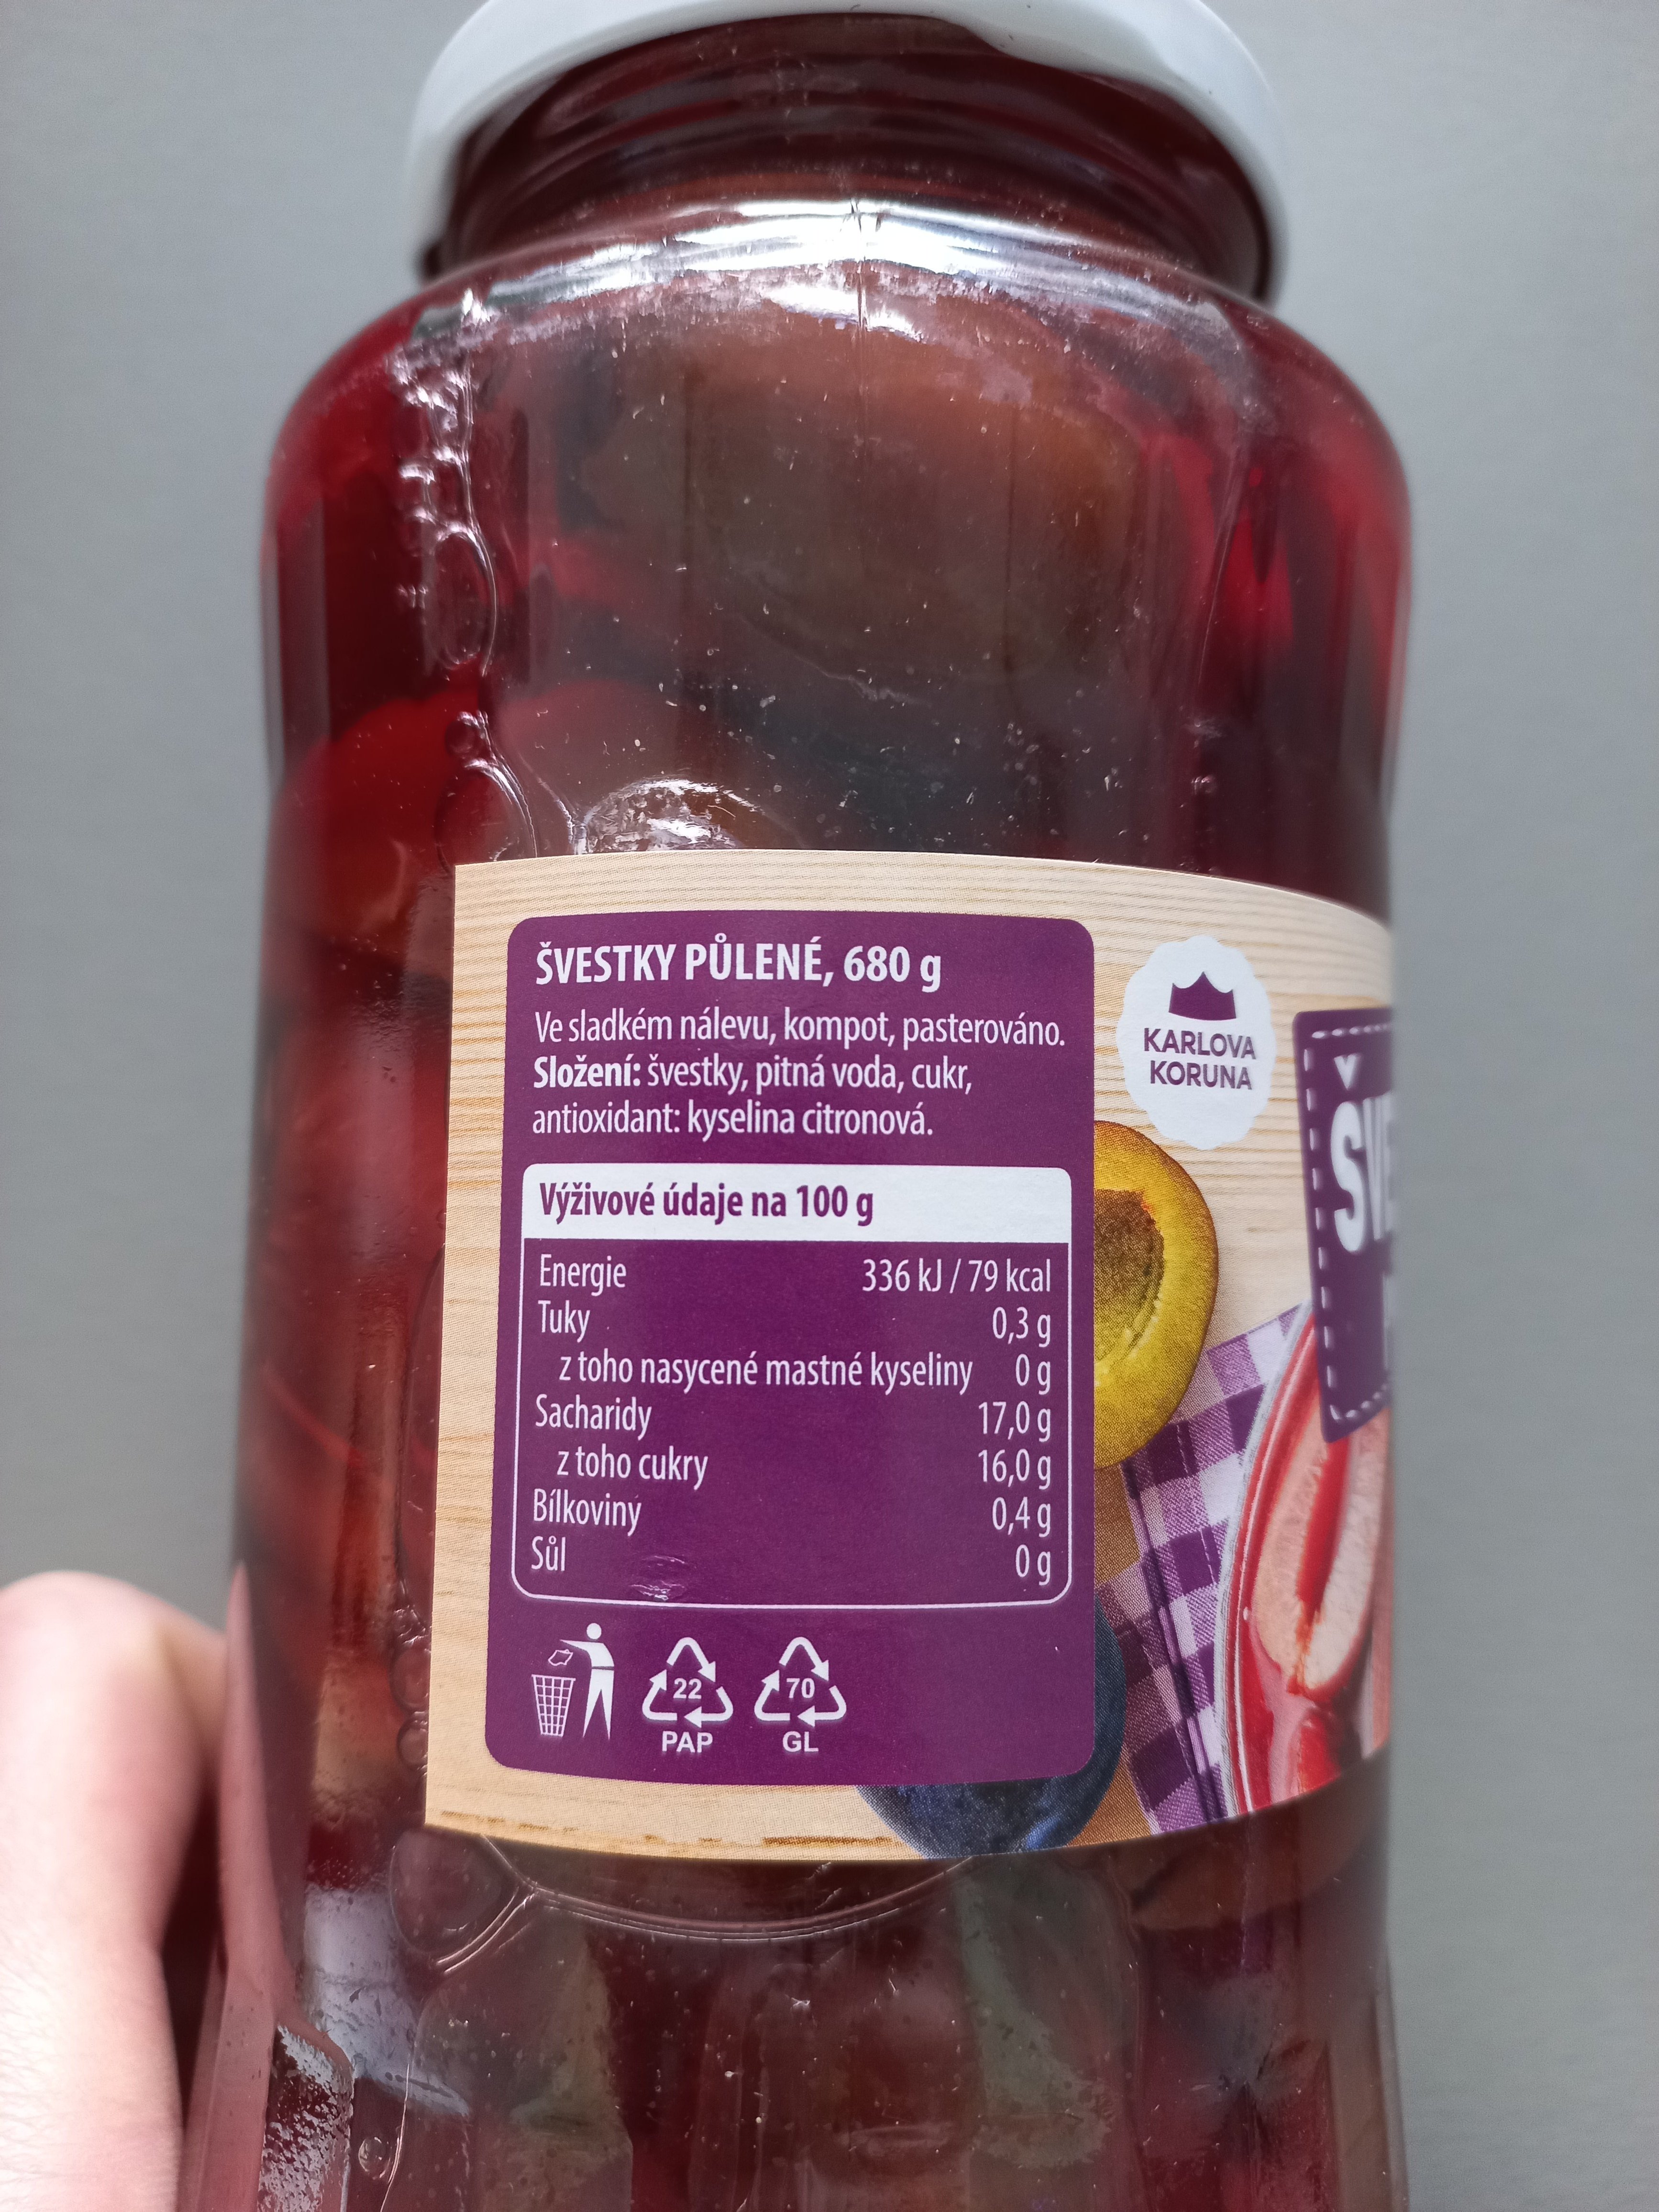 ŠVESTKY PŮLENÉ, 680 g
Ve sladkém nálevu, kompot, pasterováno.
Složení: švestky, pitná voda, cukr,
antioxidant: kyselina citronová.
Výživové údaje na 100 g
Energie 336 kJ / 79 kcal
Tuky 0,3 g
z toho nasycené mastné kyseliny 0 g
Sacharidy 17,0 g
z toho cukry 16,0 g
Bílkoviny 0,4 g
Sůl 0 g
22
PAP
70
GL
KARLOVA
KORUNA